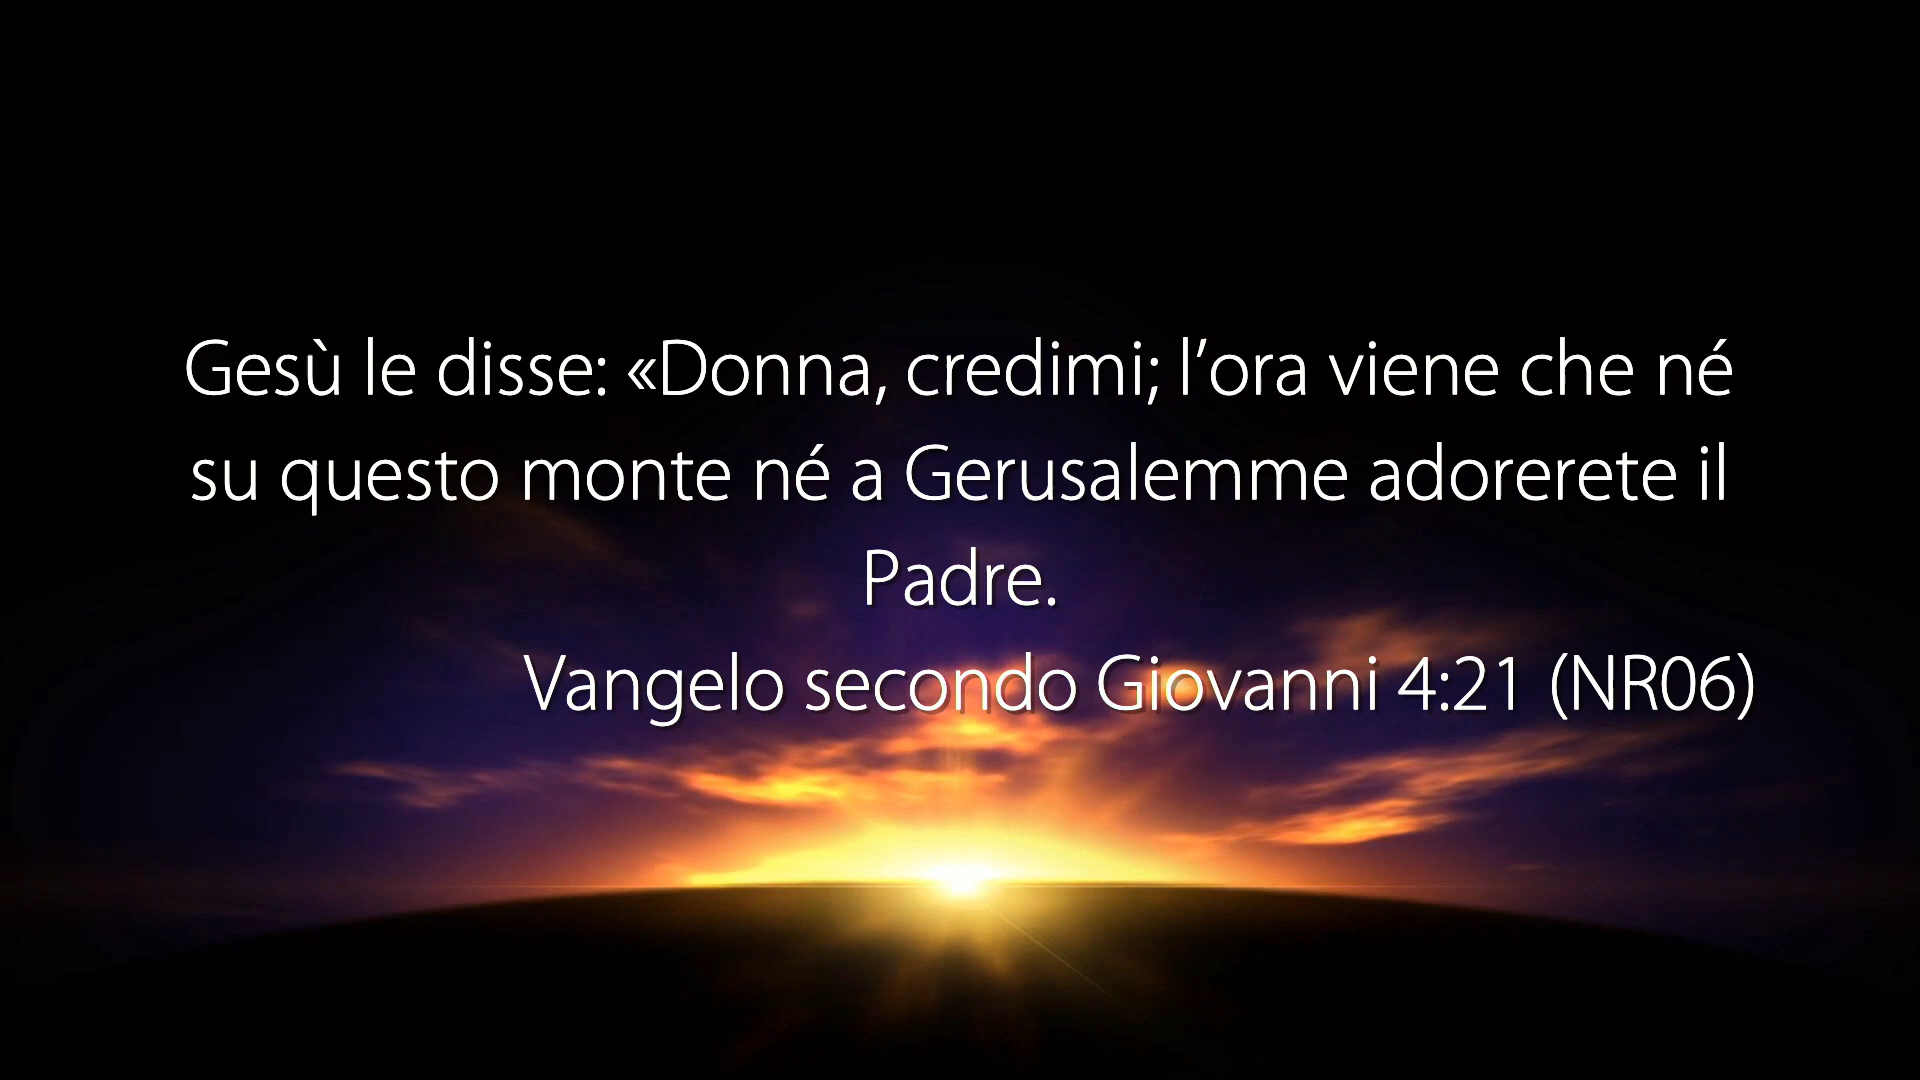 Gesù le disse: «Donna, credimi; l’ora viene che né
su questo monte né a Gerusalemme adorerete il
Padre.
Vangelo secondo Giovanni 4:21 (NR06)